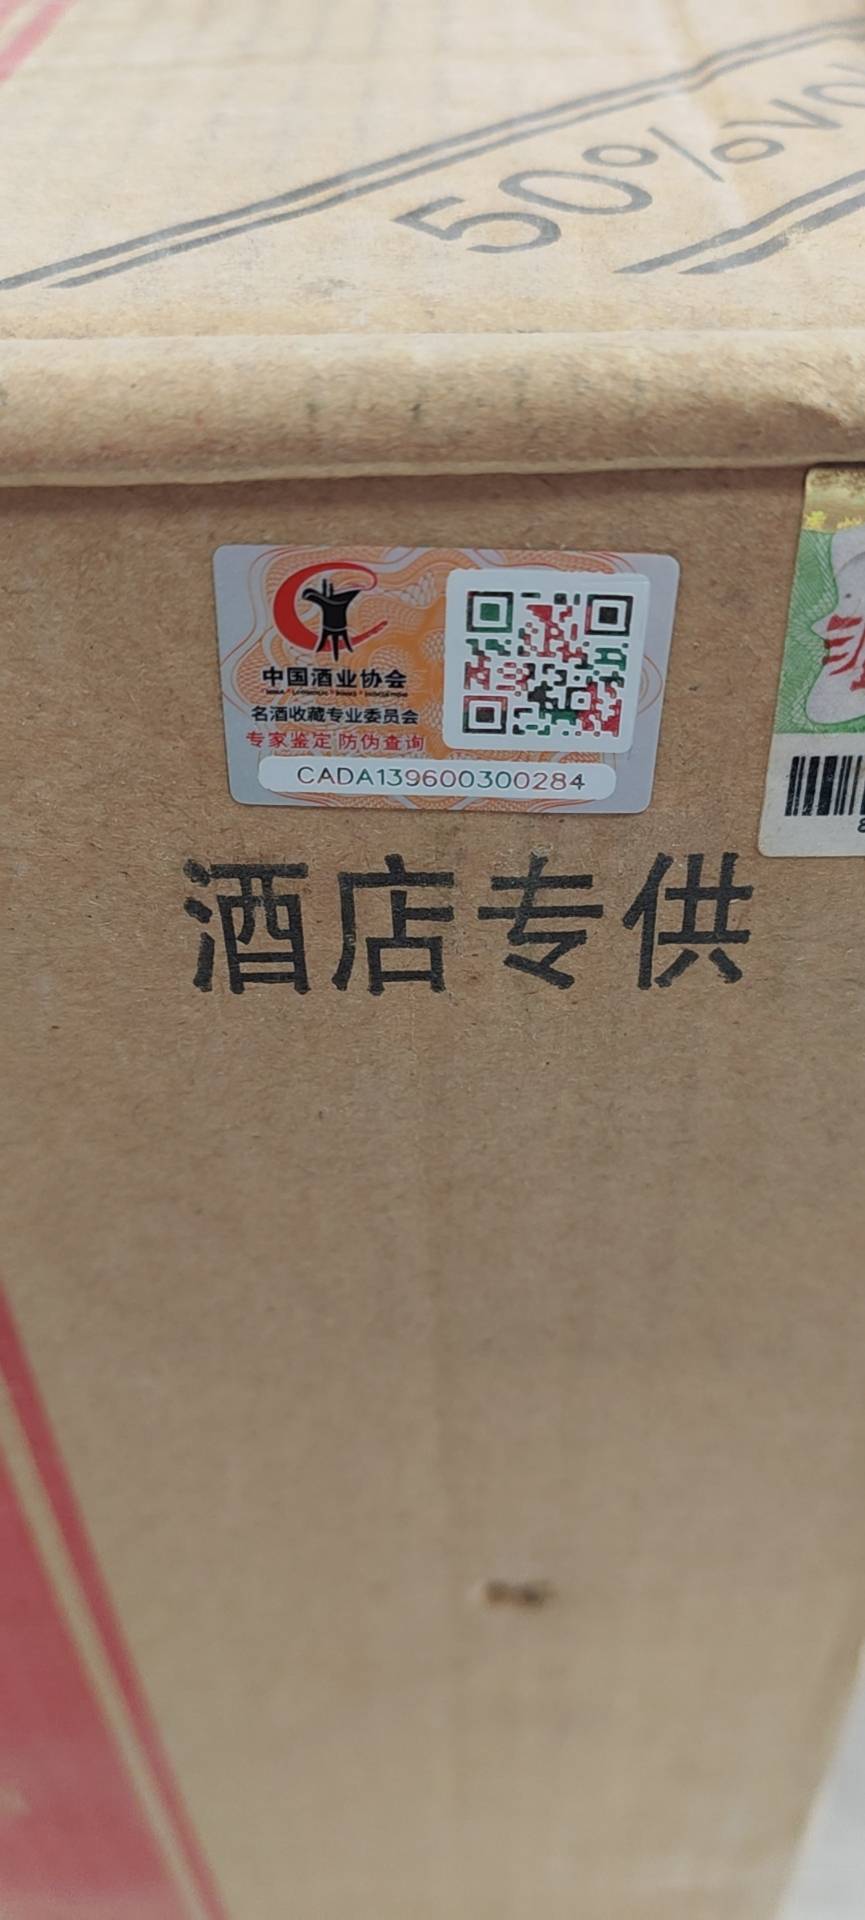 50%vol
中国酒业协会
名酒收藏专业委员会
专家鉴定 防伪查询
CADA139600300284
酒店专供